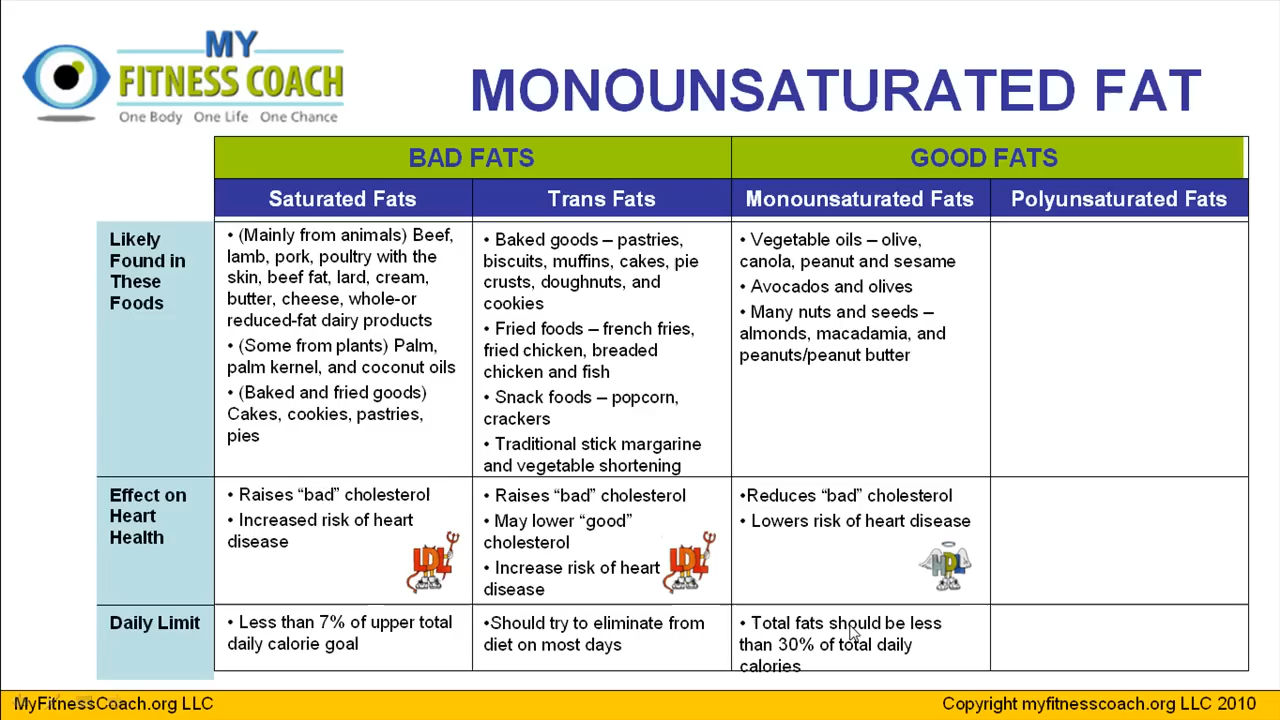 MY
FITNESS COACH
One Body One Life One Chance
MONOUNSATURATED FAT
BAD FATS
GOOD FATS
Saturated Fats
Trans Fats
Monounsaturated Fats
Polyunsaturated Fats
Likely
Found in
These
Foods
• (Mainly from animals) Beef,
lamb, pork, poultry with the
skin, beef fat, lard, cream,
butter, cheese, whole-or
reduced-fat dairy products
• (Some from plants) Palm,
palm kernel, and coconut oils
• (Baked and fried goods)
Cakes, cookies, pastries,
pies
• Baked goods – pastries,
biscuits, muffins, cakes, pie
crusts, doughnuts, and
cookies
• Fried foods – french fries,
fried chicken, breaded
chicken and fish
• Snack foods – popcorn,
crackers
• Traditional stick margarine
and vegetable shortening
• Vegetable oils – olive,
canola, peanut and sesame
• Avocados and olives
• Many nuts and seeds –
almonds, macadamia, and
peanuts/peanut butter
Effect on
Heart
Health
• Raises “bad” cholesterol
• Increased risk of heart
disease
LDL
• Raises “bad” cholesterol
• May lower “good”
cholesterol
• Increase risk of heart
disease
LDL
•Reduces “bad” cholesterol
• Lowers risk of heart disease
HDL
Daily Limit
• Less than 7% of upper total
daily calorie goal
•Should try to eliminate from
diet on most days
• Total fats should be less
than 30% of total daily
calories
MyFitnessCoach.org LLC
Copyright myfitnesscoach.org LLC 2010